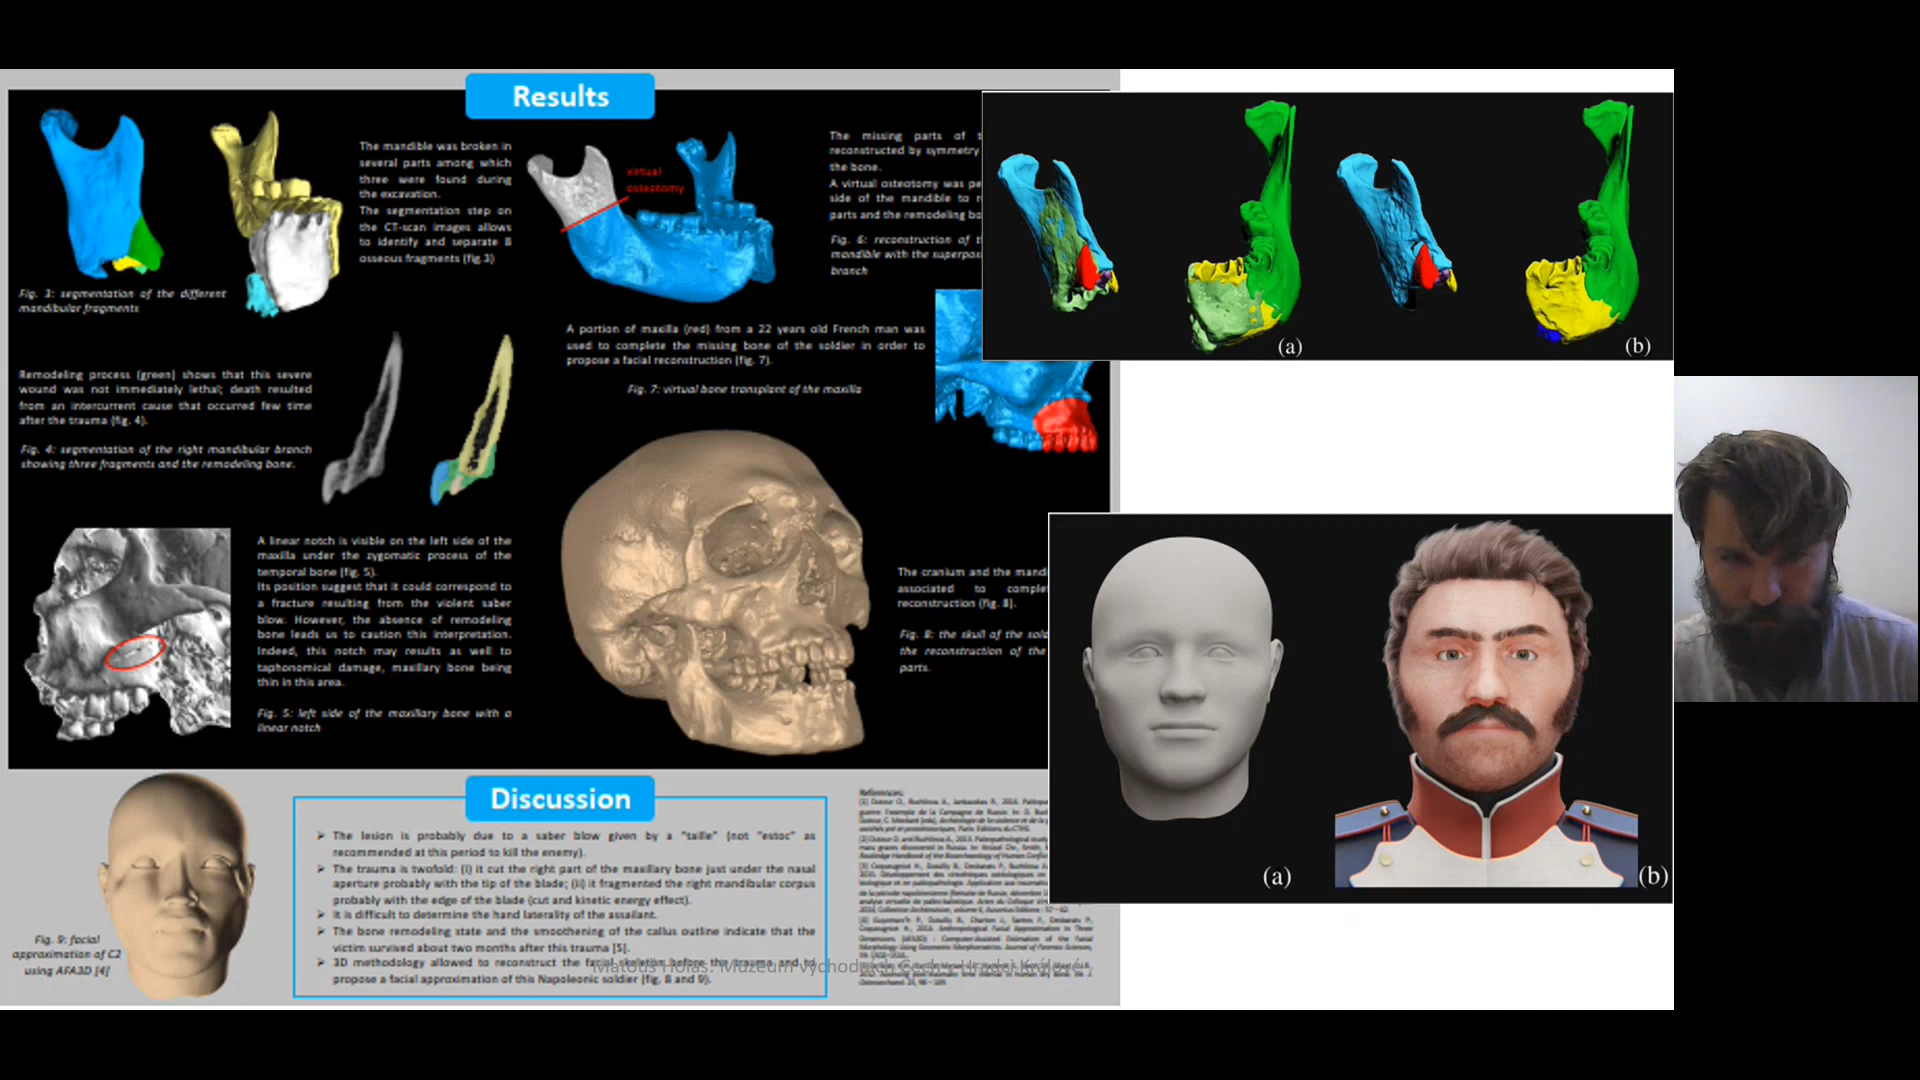 Results
The mandible was broken in
several parts among which
three were found during
the excavation.
The segmentation step on
the CT-scan images allows
to identify and separate 8
osseous fragments (fig.3)
Fig. 3: segmentation of the different
mandibular fragments
virtual
osteotomy
The missing parts of
reconstructed by symmetry
the bone.
A virtual osteotomy was
side of the mandible to
parts and the remodeling
Fig. 6: reconstruction of
mandible with the
branch
(a)
(b)
A portion of maxilla (red) from a 22 years old French man was
used to complete the missing bone of the soldier in order to
propose a facial reconstruction (fig. 7).
Fig. 7: virtual bone transplant of the maxilla
Remodeling process (green) shows that this severe
wound was not immediately lethal; death resulted
from an intercurrent cause that occurred few time
after the trauma (fig. 4).
Fig. 4: segmentation of the right mandibular branch
showing three fragments and the remodeling bone.
A linear notch is visible on the left side of the
maxilla under the zygomatic process of the
temporal bone (fig. 5).
Its position suggest that it could correspond to
a fracture resulting from the violent saber
blow. However, the absence of remodeling
bone leads us to caution this interpretation.
Indeed, this notch may results as well to
taphonomical damage, maxillary bone being
thin in this area.
Fig. 5: left side of the maxillary bone with a
linear notch
The cranium and the
associated to
reconstruction (fig. 8).
Fig. 8: the skull of the
the reconstruction of the
parts.
(a)
(b)
Fig. 9: facial
approximation of C2
using AFA3D [4]
Discussion
➢ The lesion is probably due to a saber blow given by a "taille" (not "estoc" as
recommended at this period to kill the enemy).
➢ The trauma is twofold: (i) it cut the right part of the maxillary bone just under the nasal
aperture probably with the tip of the blade; (ii) it fragmented the right mandibular corpus
probably with the edge of the blade (cut and kinetic energy effect).
➢ It is difficult to determine the hand laterality of the assailant.
➢ The bone remodeling state and the smoothening of the callus outline indicate that the
victim survived about two months after this trauma [5].
➢ 3D methodology allowed to reconstruct the facial skeleton before the trauma and to
propose a facial approximation of this Napoleonic soldier (fig. 8 and 9).
Matouš Holas. Muzeum východních Čech v Hradci Králové
References: